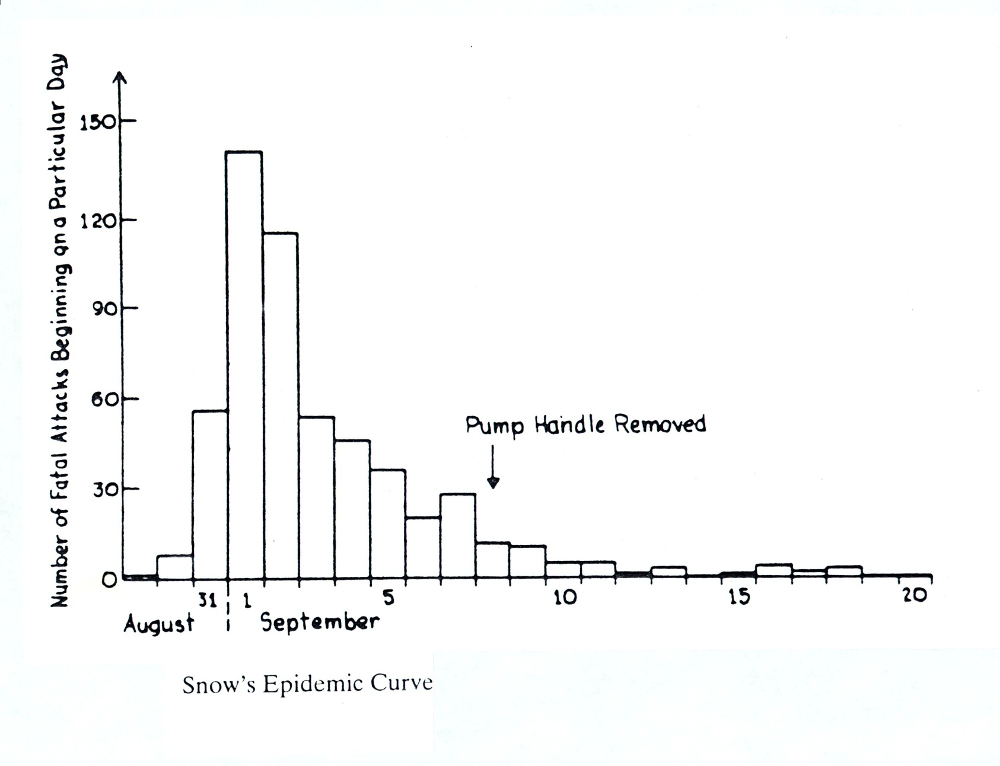 Number of Fatal Attacks Beginning on a Particular Day
150
120
90
60
30
0
Pump Handle Removed
31 1 5 10 15 20
August September
Snow's Epidemic Curve